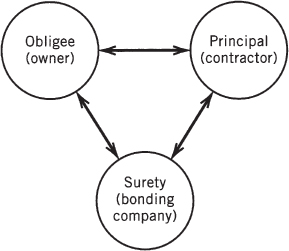 Obligee
(owner)
Principal
(contractor)
Surety
(bonding
company)